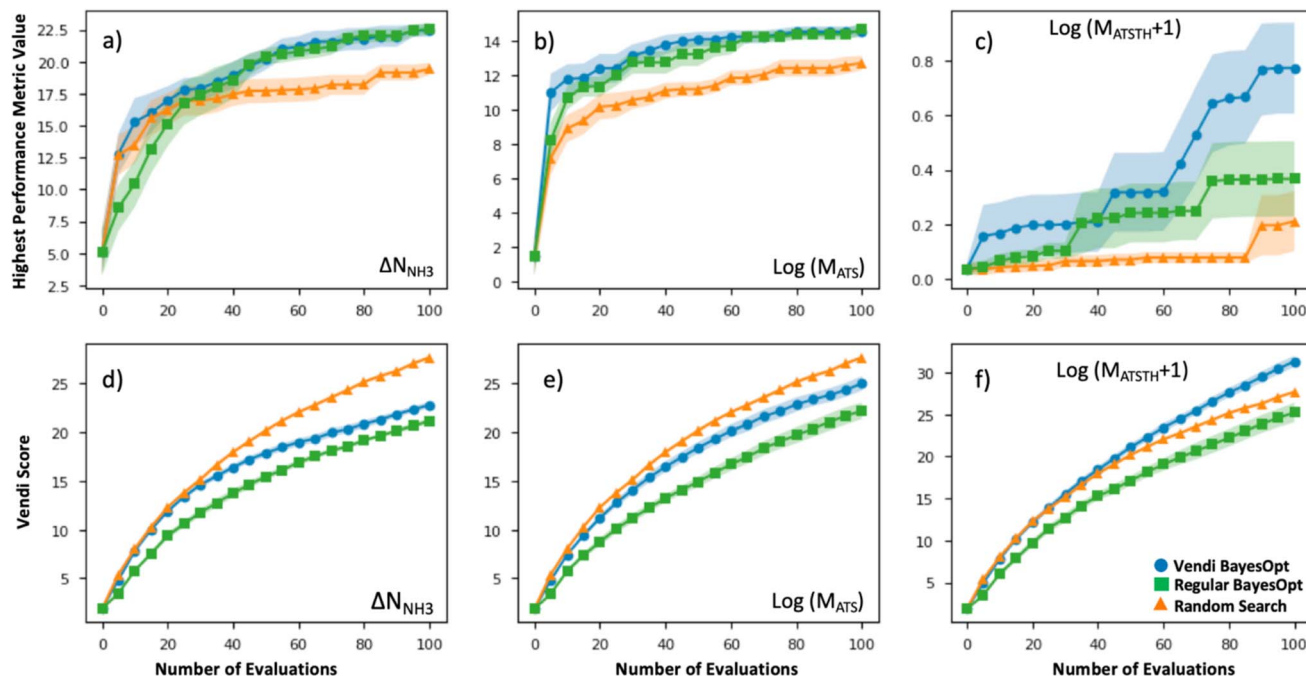 Highest Performance Metric Value
a)
22.5
20.0
17.5
15.0
12.5
10.0
7.5
5.0
2.5
0 20 40 60 80 100
ΔN_NH3
b)
14
12
10
8
6
4
2
0
0 20 40 60 80 100
Log (M_ATS)
c)
Log (M_ATSTH+1)
0.8
0.6
0.4
0.2
0.0
0 20 40 60 80 100
Vendi Score
d)
25
20
15
10
5
0 20 40 60 80 100
ΔN_NH3
Number of Evaluations
e)
25
20
15
10
5
0 20 40 60 80 100
Log (M_ATS)
Number of Evaluations
f)
Log (M_ATSTH+1)
30
25
20
15
10
5
Vendi BayesOpt
Regular BayesOpt
Random Search
0 20 40 60 80 100
Number of Evaluations